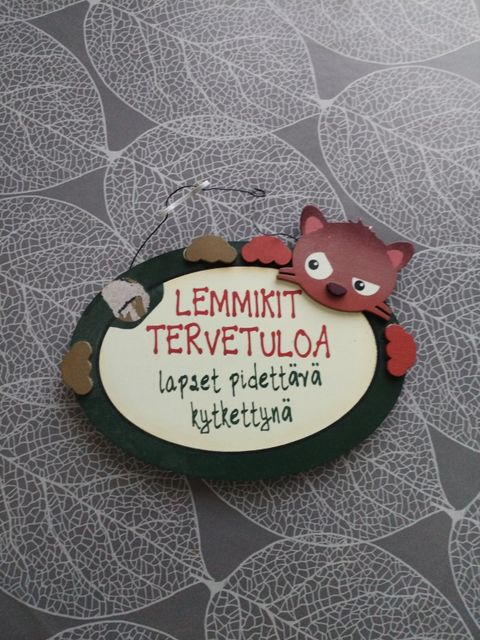 LEMMIKIT
TERVETULOA
lapset pidettävä
kytkettynä